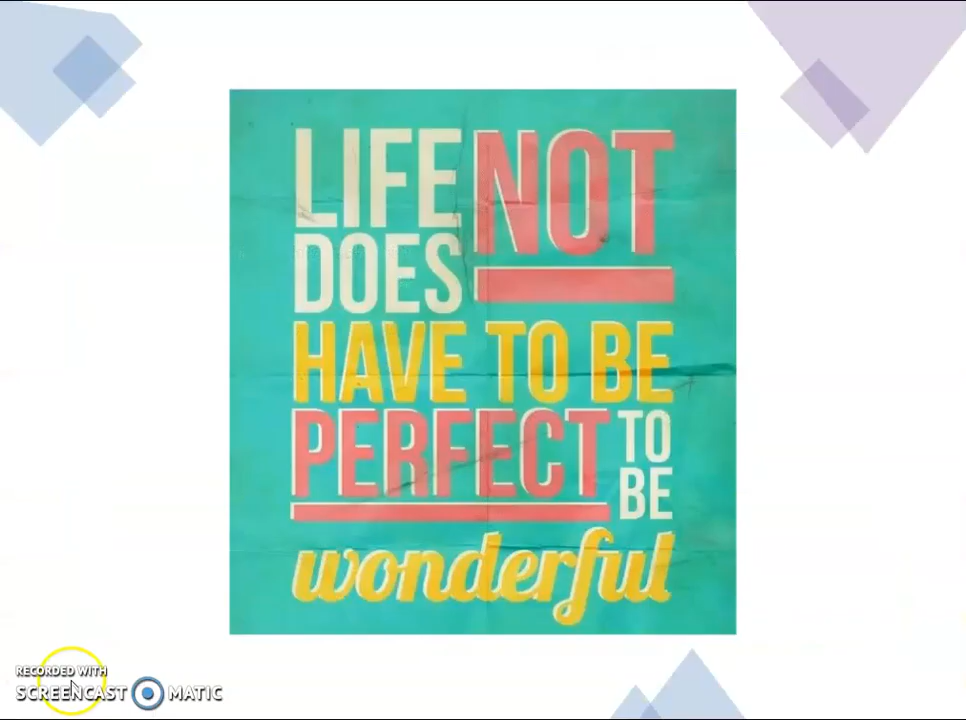 LIFE NOT
DOES
HAVE TO BE
PERFECT TO
BE
wonderful
RECORDED WITH
SCREENCAST MATIC